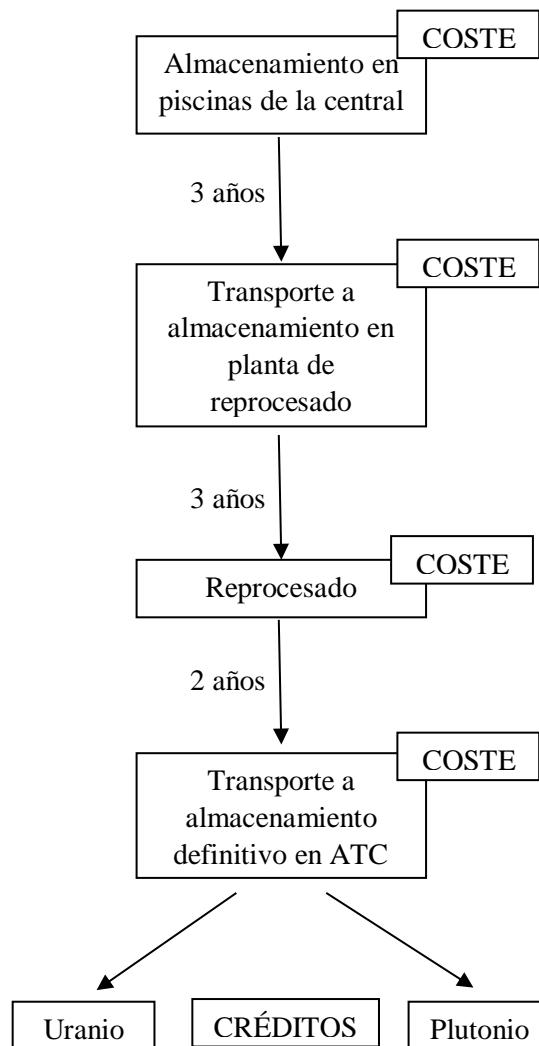 COSTE
Almacenamiento en
piscinas de la central
3 años
COSTE
Transporte a
almacenamiento en
planta de
reprocesado
3 años
COSTE
Reprocesado
2 años
COSTE
Transporte a
almacenamiento
definitivo en ATC
Uranio
CRÉDITOS
Plutonio